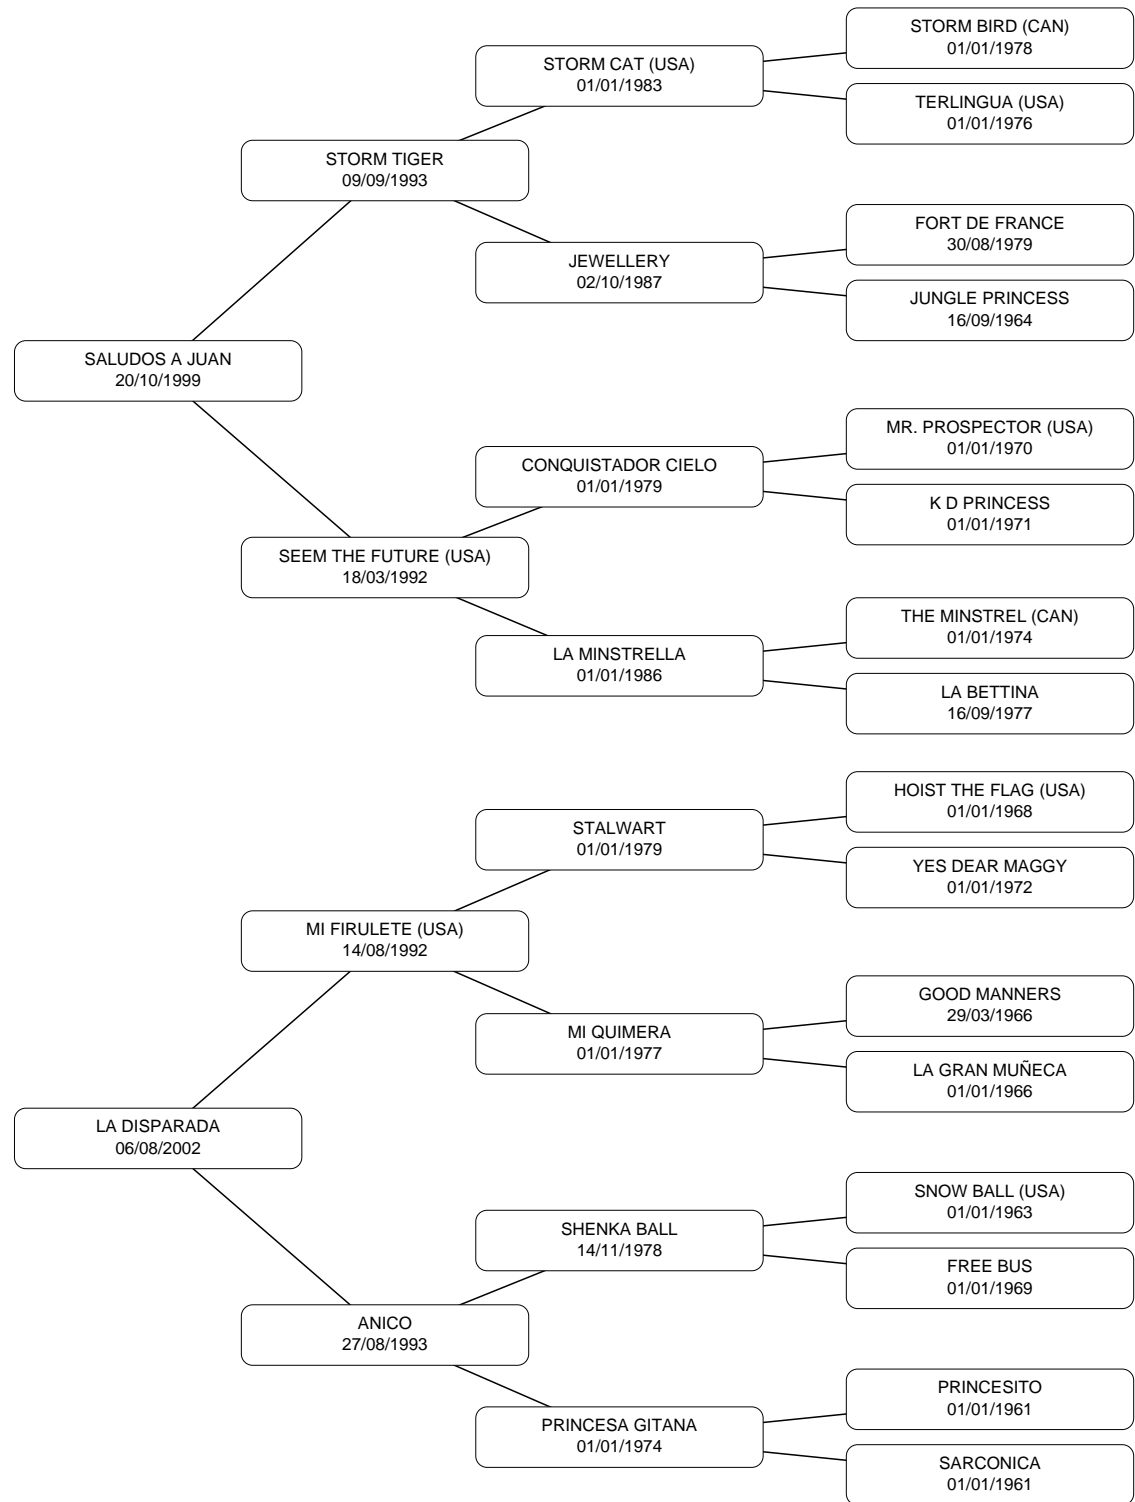 STORM BIRD (CAN)
01/01/1978
STORM CAT (USA)
01/01/1983
TERLINGUA (USA)
01/01/1976
STORM TIGER
09/09/1993
FORT DE FRANCE
30/08/1979
JEWELLERY
02/10/1987
JUNGLE PRINCESS
16/09/1964
SALUDOS A JUAN
20/10/1999
MR. PROSPECTOR (USA)
01/01/1970
CONQUISTADOR CIELO
01/01/1979
K D PRINCESS
01/01/1971
SEEM THE FUTURE (USA)
18/03/1992
THE MINSTREL (CAN)
01/01/1974
LA MINSTRELLA
01/01/1986
LA BETTINA
16/09/1977
HOIST THE FLAG (USA)
01/01/1968
STALWART
01/01/1979
YES DEAR MAGGY
01/01/1972
MI FIRULETE (USA)
14/08/1992
GOOD MANNERS
29/03/1966
MI QUIMERA
01/01/1977
LA GRAN MUÑECA
01/01/1966
LA DISPARADA
06/08/2002
SNOW BALL (USA)
01/01/1963
SHENKA BALL
14/11/1978
FREE BUS
01/01/1969
ANICO
27/08/1993
PRINCESITO
01/01/1961
PRINCESA GITANA
01/01/1974
SARCONICA
01/01/1961